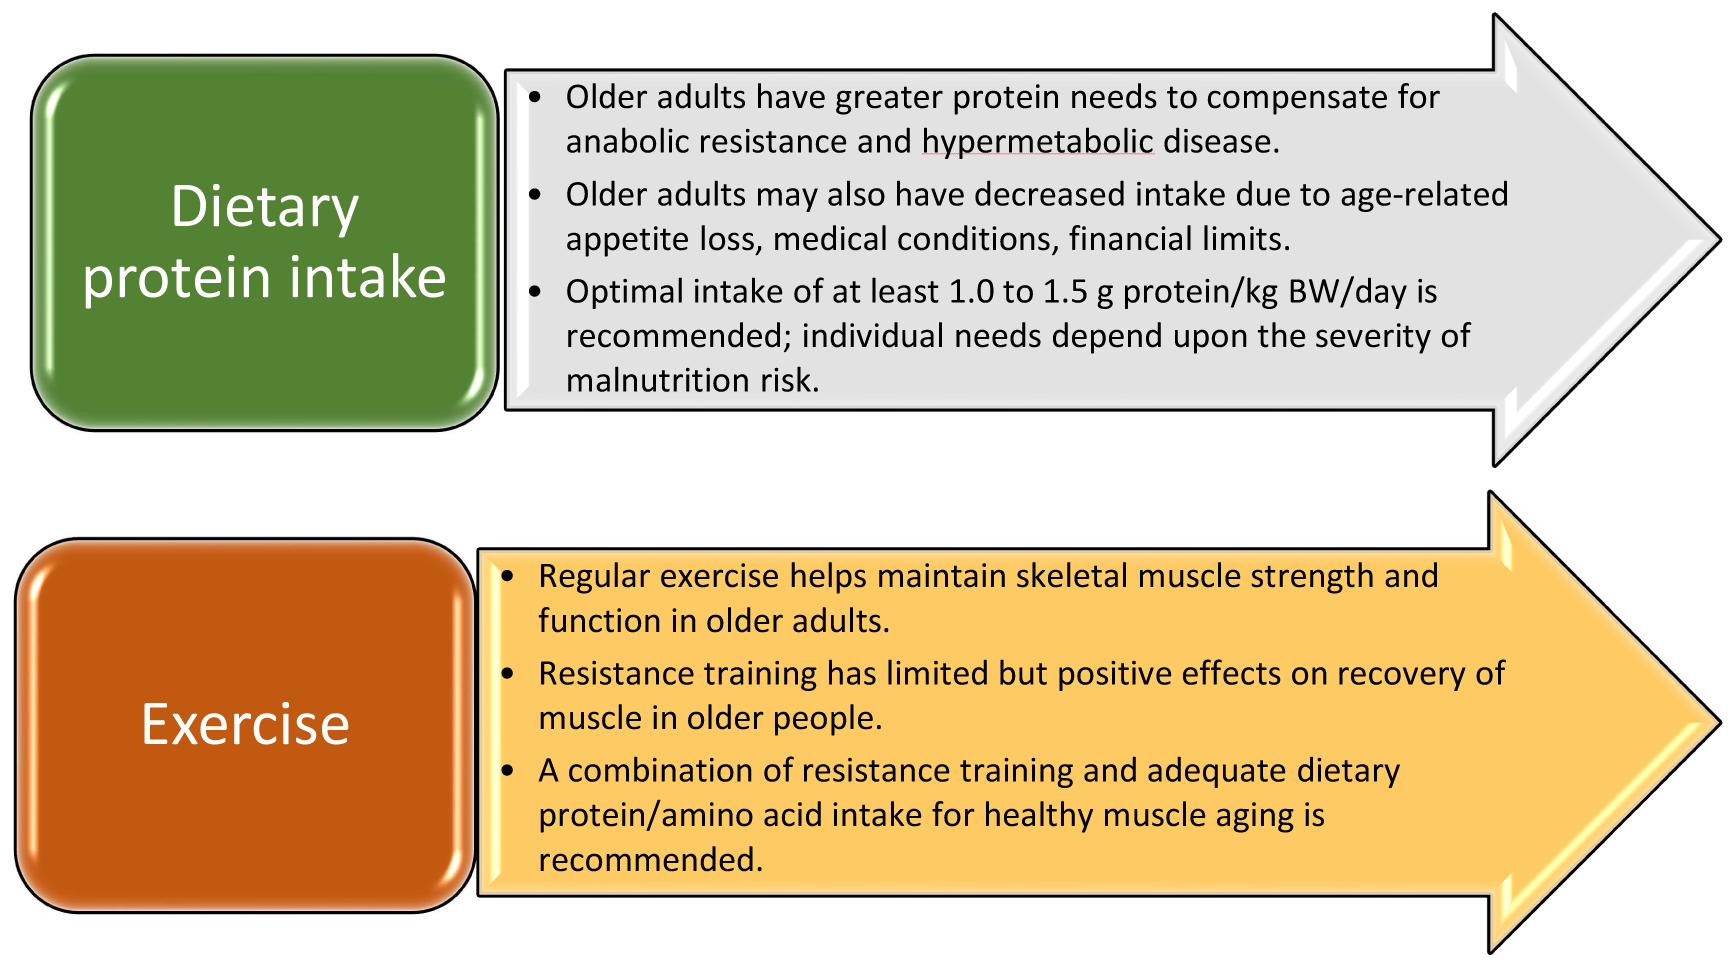 Dietary
protein intake
• Older adults have greater protein needs to compensate for
anabolic resistance and hypermetabolic disease.
• Older adults may also have decreased intake due to age-related
appetite loss, medical conditions, financial limits.
• Optimal intake of at least 1.0 to 1.5 g protein/kg BW/day is
recommended; individual needs depend upon the severity of
malnutrition risk.
Exercise
• Regular exercise helps maintain skeletal muscle strength and
function in older adults.
• Resistance training has limited but positive effects on recovery of
muscle in older people.
• A combination of resistance training and adequate dietary
protein/amino acid intake for healthy muscle aging is
recommended.